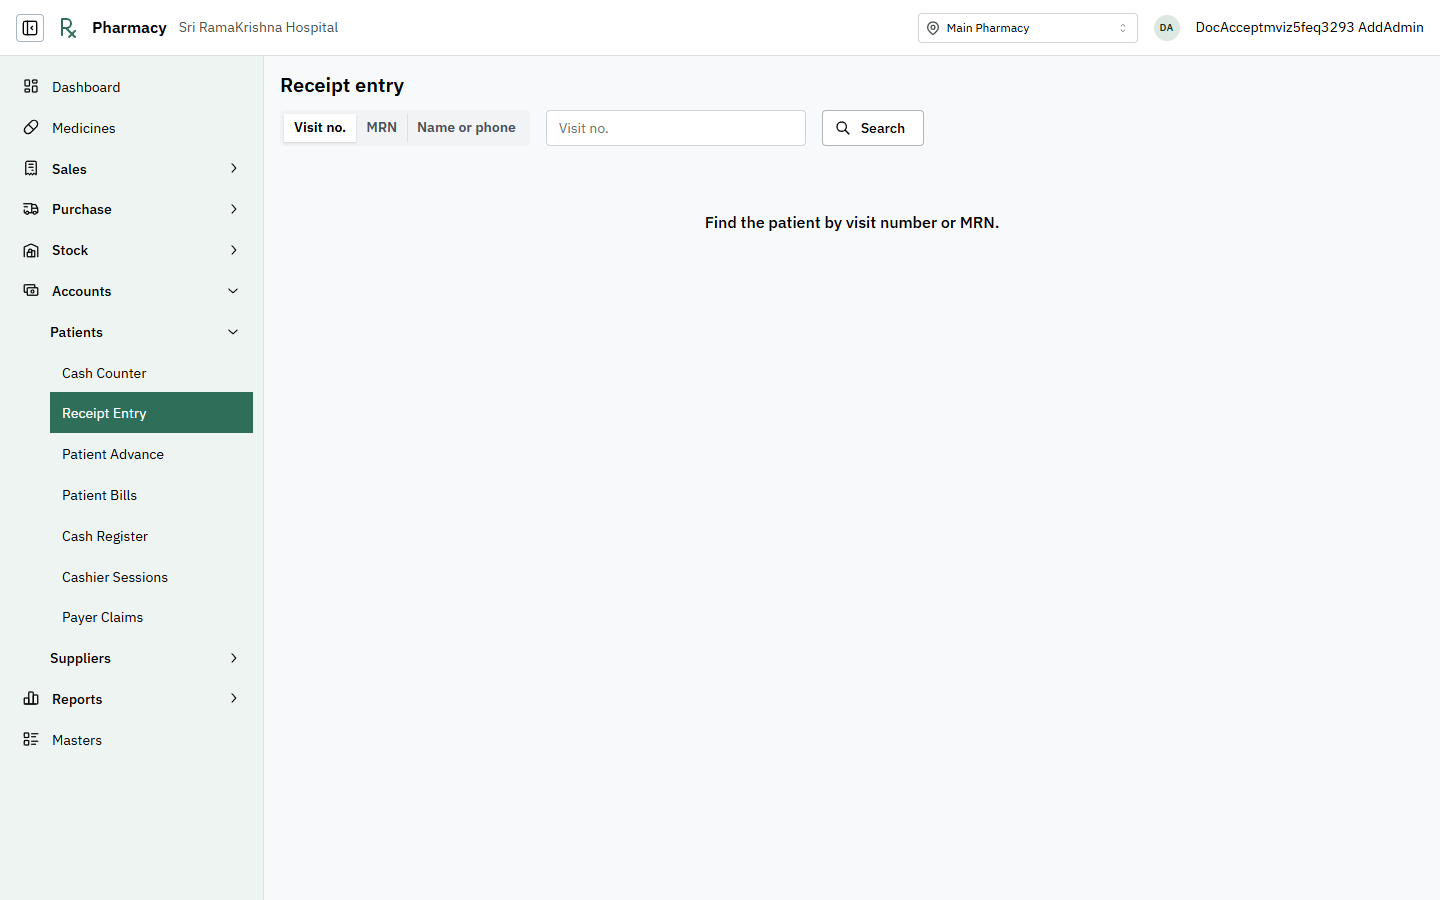 Pharmacy Sri RamaKrishna Hospital Main Pharmacy DA DocAcceptmviz5feq3293 AddAdmin
Dashboard
Medicines
Sales
Purchase
Stock
Accounts
Patients
Cash Counter
Receipt Entry
Patient Advance
Patient Bills
Cash Register
Cashier Sessions
Payer Claims
Suppliers
Reports
Masters
Receipt entry
Visit no. MRN Name or phone Visit no. Search
Find the patient by visit number or MRN.